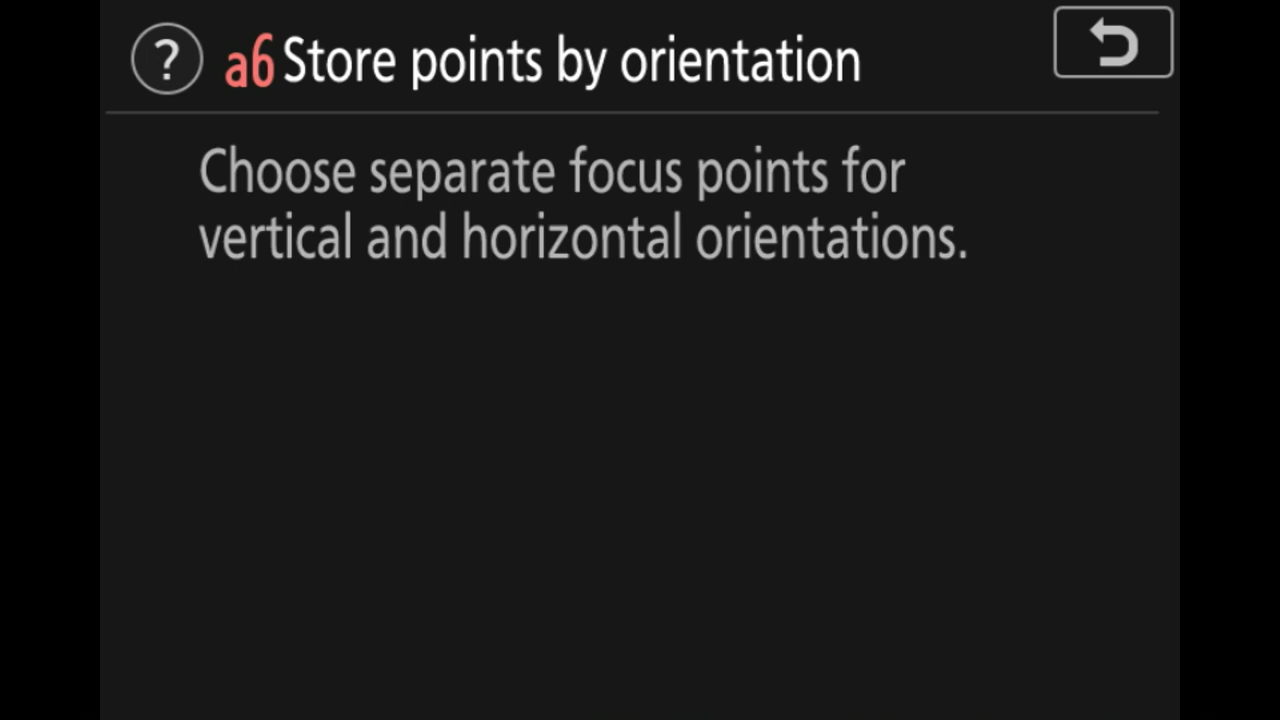 ? a6 Store points by orientation
Choose separate focus points for
vertical and horizontal orientations.